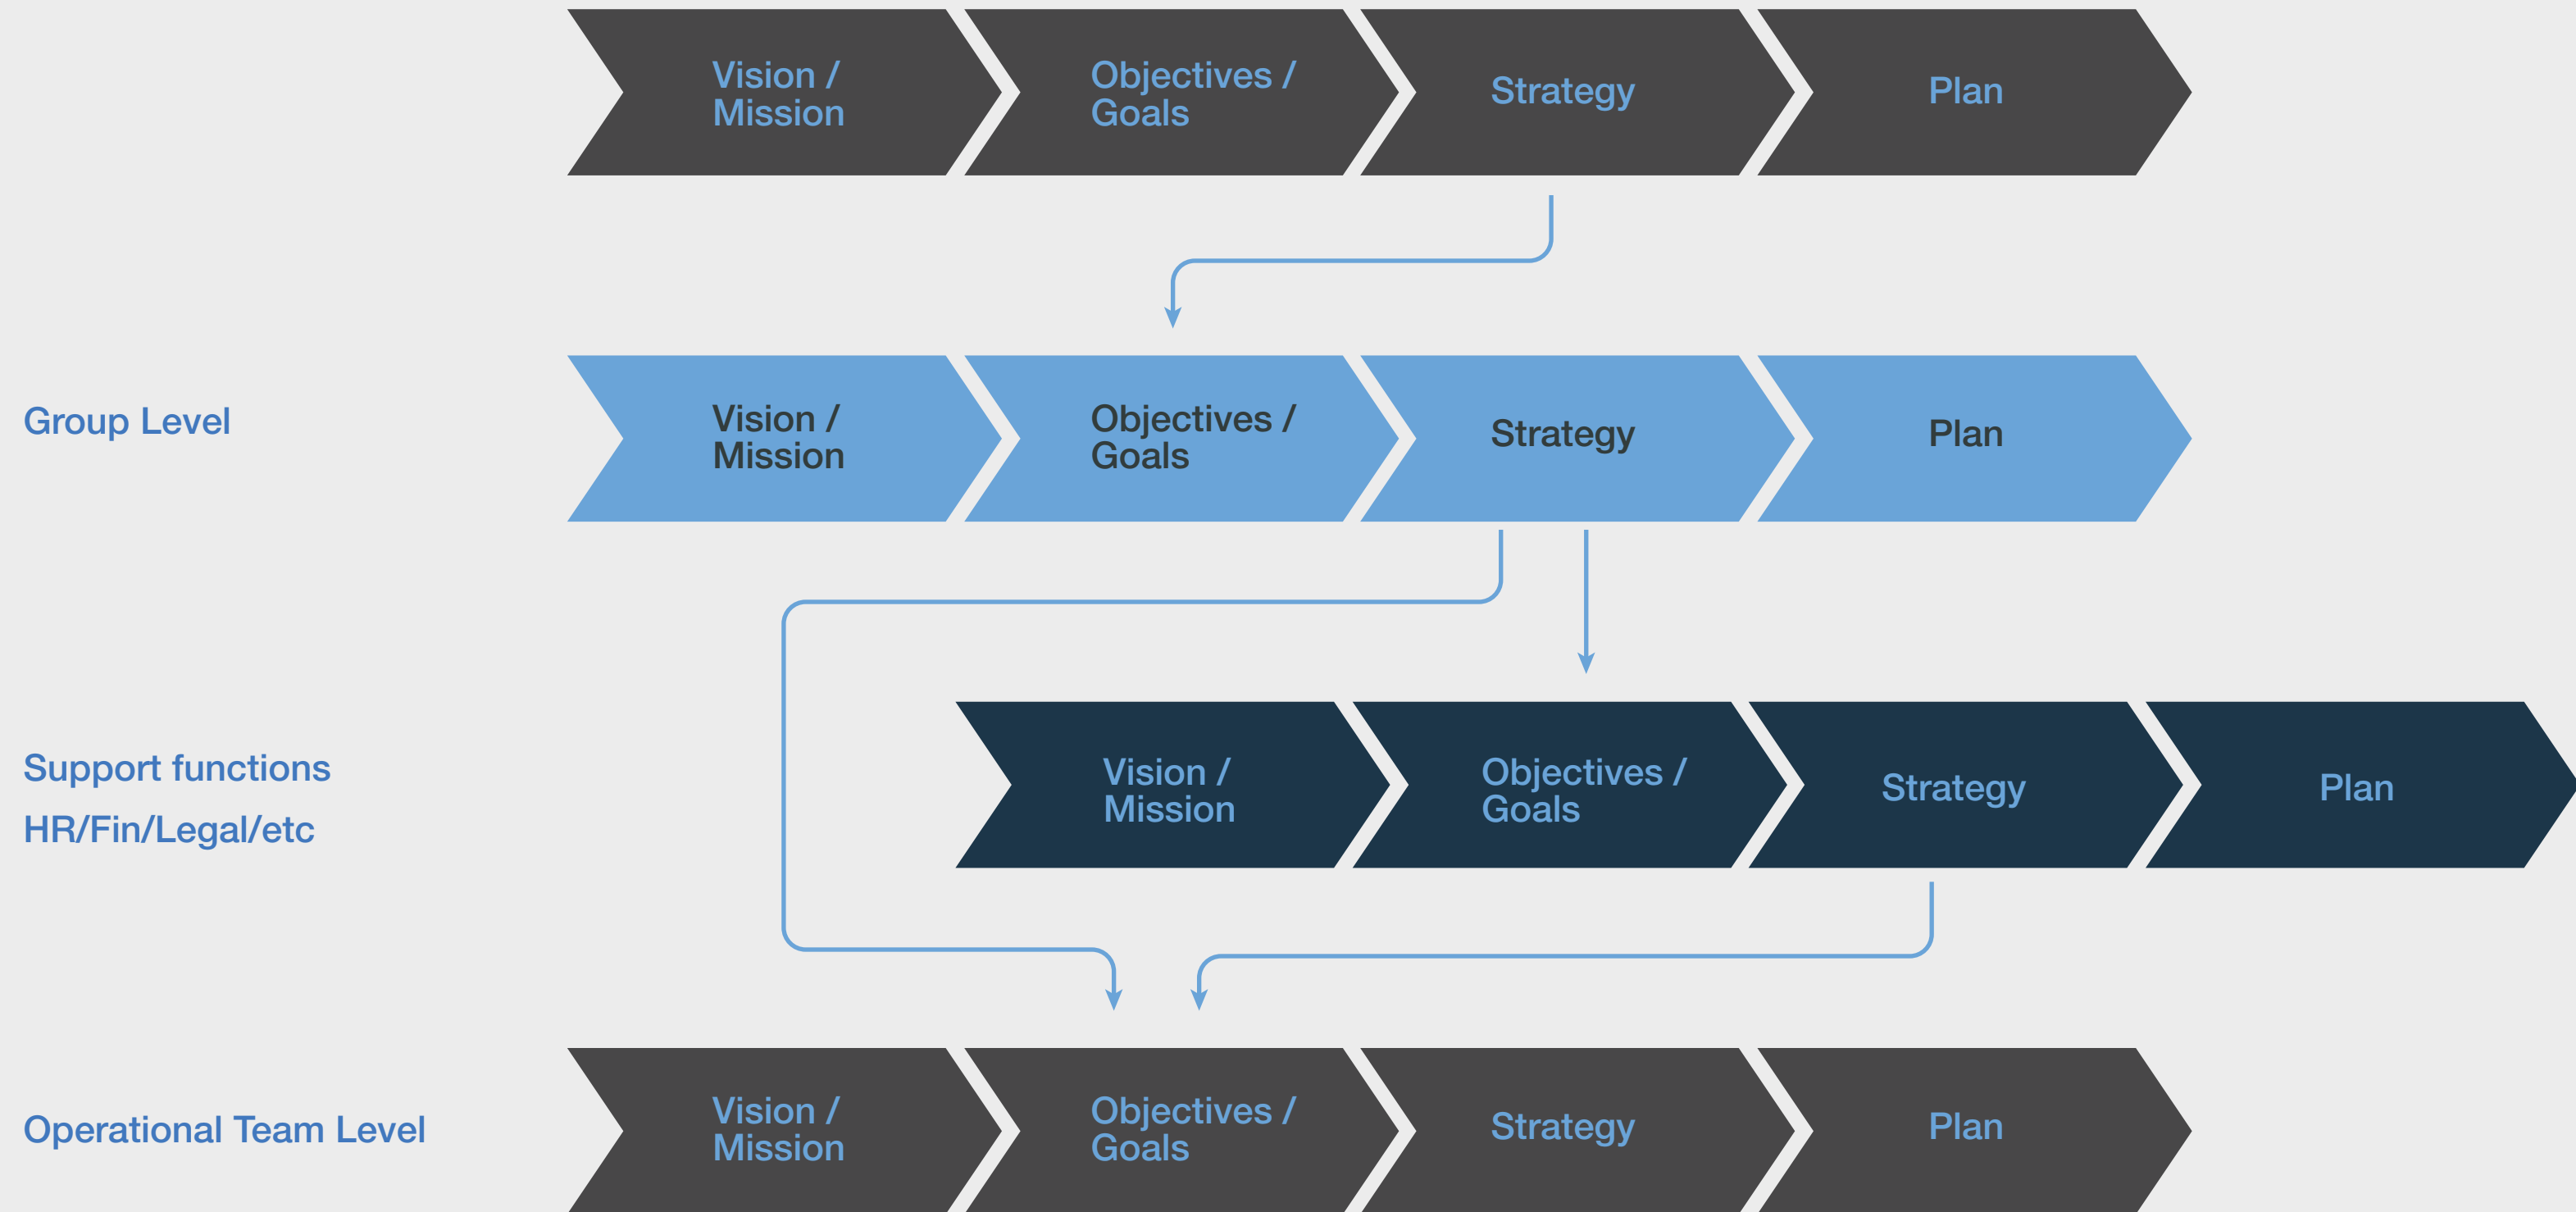 Vision /
Mission
Objectives /
Goals
Strategy
Plan
Group Level
Vision /
Mission
Objectives /
Goals
Strategy
Plan
Support functions
HR/Fin/Legal/etc
Vision /
Mission
Objectives /
Goals
Strategy
Plan
Operational Team Level
Vision /
Mission
Objectives /
Goals
Strategy
Plan